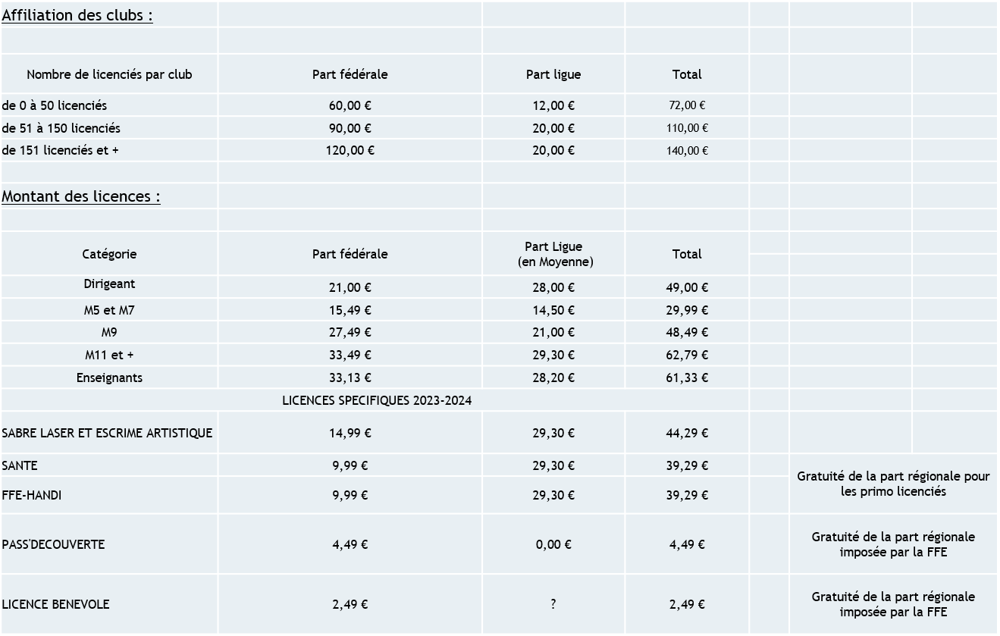 Affiliation des clubs :
Nombre de licenciés par club Part fédérale Part ligue Total
de 0 à 50 licenciés 60,00 € 12,00 € 72,00 €
de 51 à 150 licenciés 90,00 € 20,00 € 110,00 €
de 151 licenciés et + 120,00 € 20,00 € 140,00 €
Montant des licences :
Catégorie Part fédérale Part Ligue (en Moyenne) Total
Dirigeant 21,00 € 28,00 € 49,00 €
M5 et M7 15,49 € 14,50 € 29,99 €
M9 27,49 € 21,00 € 48,49 €
M11 et + 33,49 € 29,30 € 62,79 €
Enseignants 33,13 € 28,20 € 61,33 €
LICENCES SPECIFIQUES 2023-2024
SABRE LASER ET ESCRIME ARTISTIQUE 14,99 € 29,30 € 44,29 €
SANTE 9,99 € 29,30 € 39,29 €
Gratuité de la part régionale pour
les primo licenciés
FFE-HANDI 9,99 € 29,30 € 39,29 €
PASS'DECOUVERTE 4,49 € 0,00 € 4,49 €
Gratuité de la part régionale
imposée par la FFE
LICENCE BENEVOLE 2,49 € ? 2,49 €
Gratuité de la part régionale
imposée par la FFE